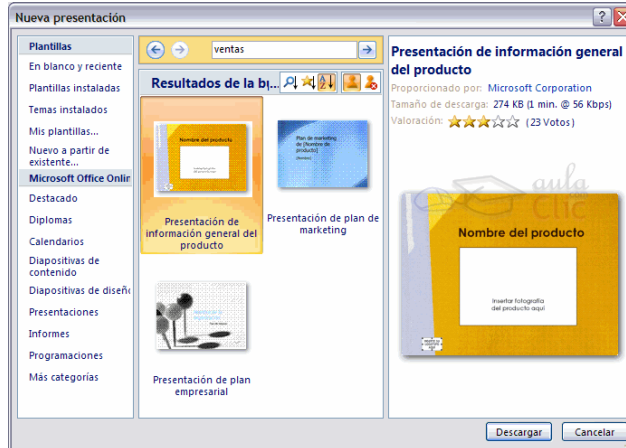 Nueva presentación
Plantillas
En blanco y reciente
Plantillas instaladas
Temas instalados
Mis plantillas...
Nuevo a partir de
existente...
Microsoft Office Onlin
Destacado
Diplomas
Calendarios
Diapositivas de
contenido
Diapositivas de diseño
Presentaciones
Informes
Programaciones
Más categorías
ventas
Resultados de la b...
Nombre del producto
Presentación de
información general del
producto
Plan de marketing
de [Nombre de
producto]
Presentación de plan de
marketing
Presentación de plan
empresarial
Presentación de información general
del producto
Proporcionado por: Microsoft Corporation
Tamaño de descarga: 274 KB (1 min. @ 56 Kbps)
Valoración: (23 Votos)
aula
clic
Nombre del producto
Insertar fotografía
del producto aquí
Descargar
Cancelar